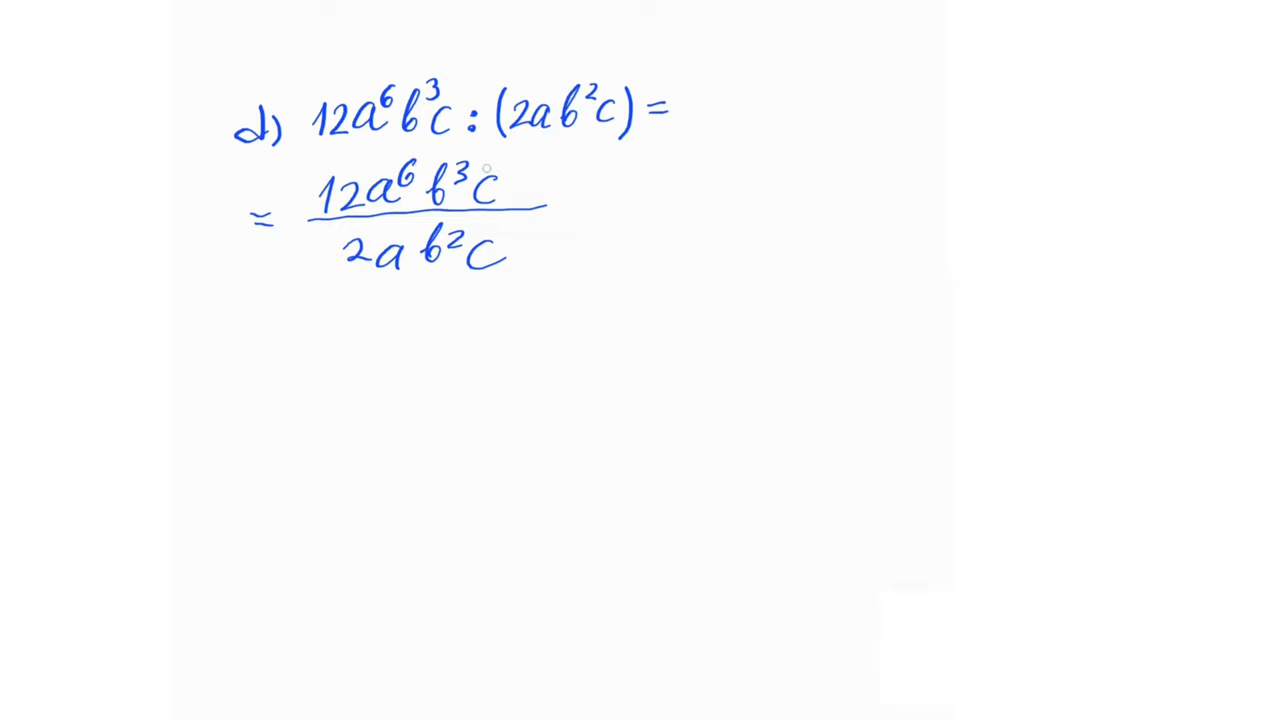 d) 12a⁶b³c : (2ab²c) =
= 12a⁶b³c
2ab²c